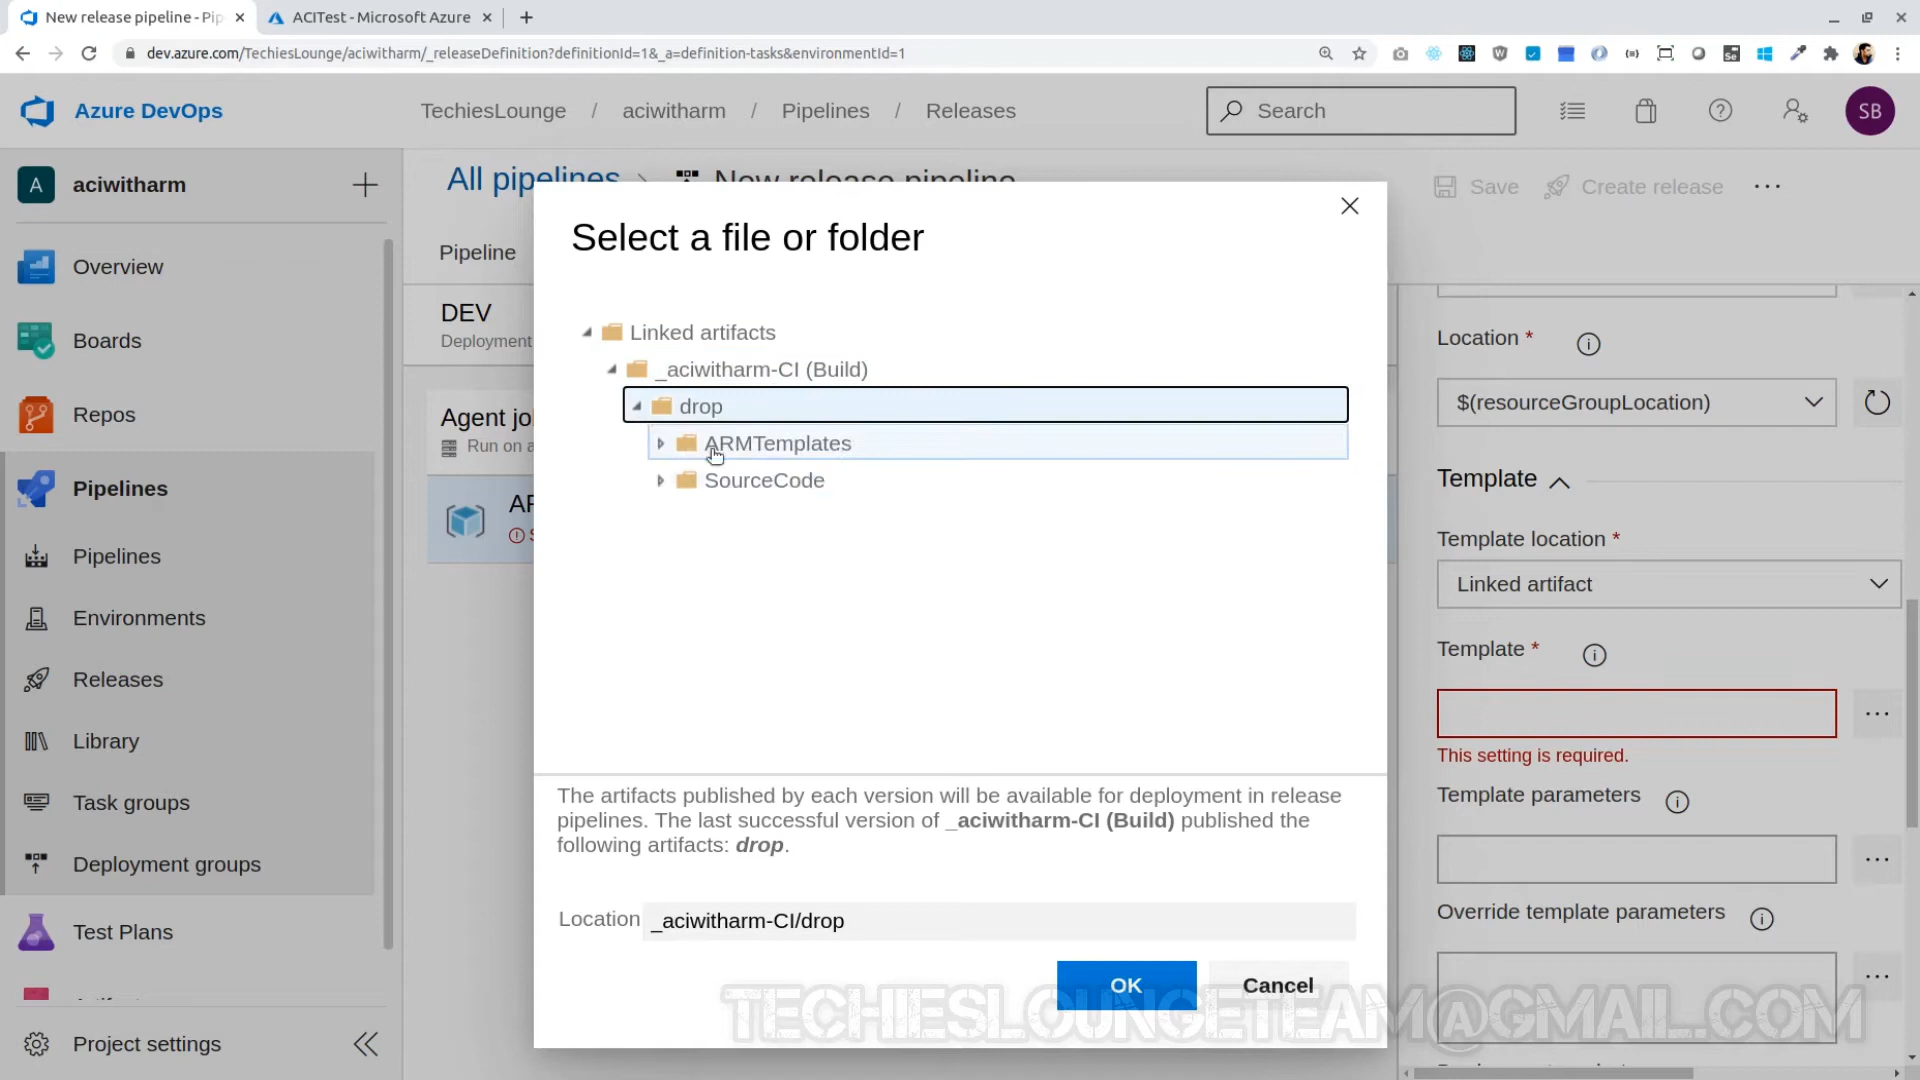 New release pipeline - Pip
ACITest - Microsoft Azure
dev.azure.com/TechiesLounge/aciwitharm/_releaseDefinition?definitionId=1&_a=definition-tasks&environmentId=1
Azure DevOps
TechiesLounge / aciwitharm / Pipelines / Releases
Search
SB
A
aciwitharm
All pipelines
New release pipeline
Save
Create release
Overview
Boards
Repos
Pipelines
Pipelines
Environments
Releases
Library
Task groups
Deployment groups
Test Plans
Project settings
Pipeline
DEV
Deployment
Agent jo
Run on a
Select a file or folder
Linked artifacts
_aciwitharm-CI (Build)
drop
ARMTemplates
SourceCode
The artifacts published by each version will be available for deployment in release
pipelines. The last successful version of _aciwitharm-CI (Build) published the
following artifacts: drop.
Location
_aciwitharm-CI/drop
OK
Cancel
Location *
$(resourceGroupLocation)
Template
Template location *
Linked artifact
Template *
This setting is required.
Template parameters
Override template parameters
TECHIESLOUNGETEAM@GMAIL.COM